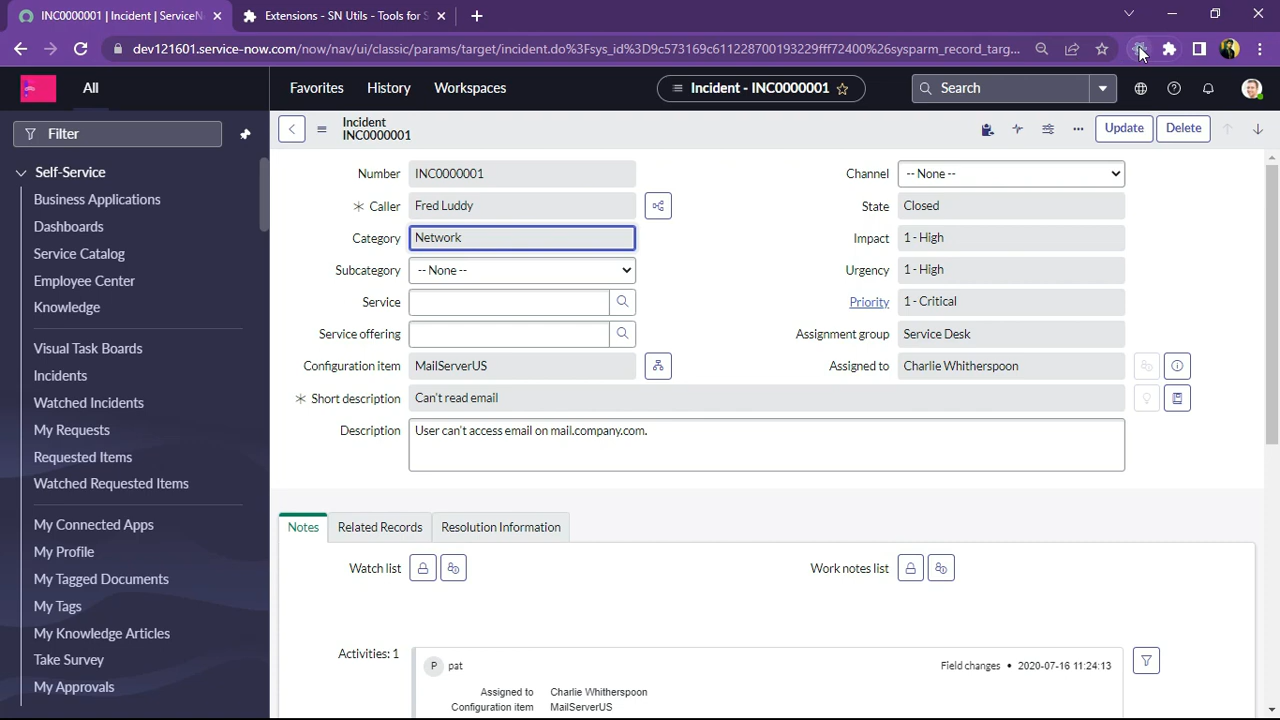 INC0000001 | Incident | ServiceN
Extensions - SN Utils - Tools for S
dev121601.service-now.com/now/nav/ui/classic/params/target/incident.do%3Fsys_id%3D9c573169c611228700193229fff72400%26sysparm_record_targ...
All
Favorites
History
Workspaces
Incident - INC0000001
Search
Filter
Incident
INC0000001
Update
Delete
Self-Service
Business Applications
Dashboards
Service Catalog
Employee Center
Knowledge
Visual Task Boards
Incidents
Watched Incidents
My Requests
Requested Items
Watched Requested Items
My Connected Apps
My Profile
My Tagged Documents
My Tags
My Knowledge Articles
Take Survey
My Approvals
Number INC0000001
Channel -- None --
Caller Fred Luddy
State Closed
Category Network
Impact 1 - High
Subcategory -- None --
Urgency 1 - High
Service
Priority 1 - Critical
Service offering
Assignment group Service Desk
Configuration item MailServerUS
Assigned to Charlie Whitherspoon
Short description Can't read email
Description User can't access email on mail.company.com.
Notes
Related Records
Resolution Information
Watch list
Work notes list
Activities: 1
P pat
Field changes • 2020-07-16 11:24:13
Assigned to Charlie Whitherspoon
Configuration item MailServerUS